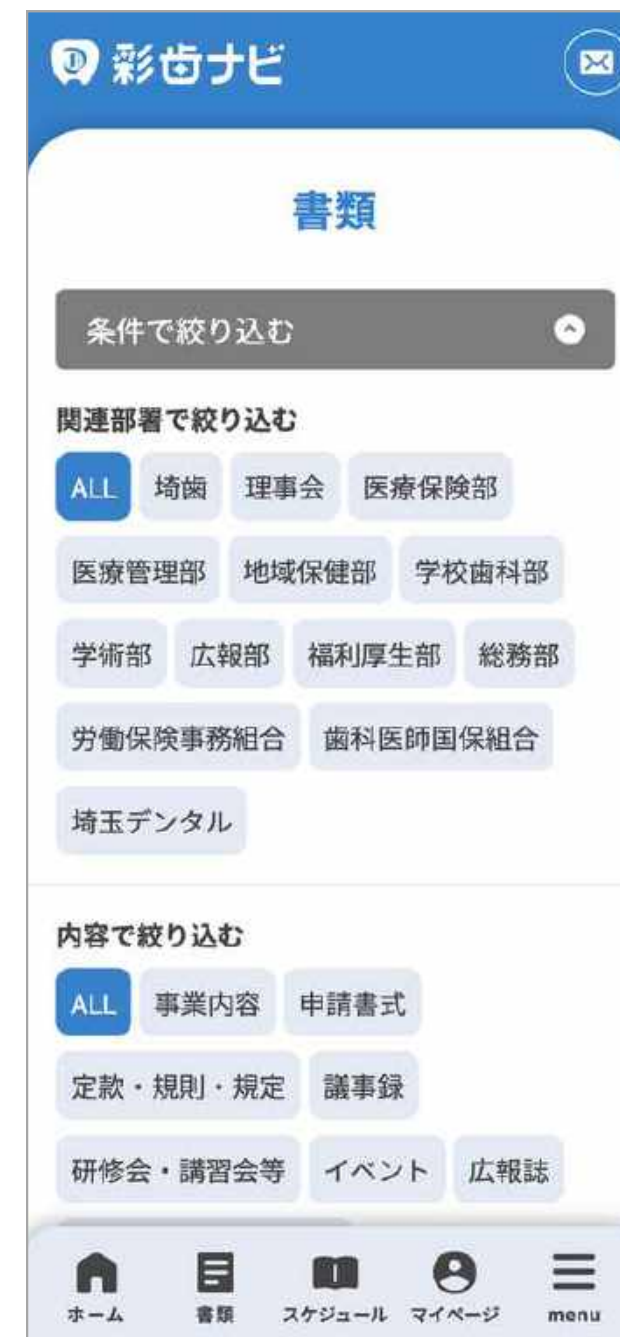 彩歯ナビ
書類
条件で絞り込む
関連部署で絞り込む
ALL 埼歯 理事会 医療保険部
医療管理部 地域保健部 学校歯科部
学術部 広報部 福利厚生部 総務部
労働保険事務組合 歯科医師国保組合
埼玉デンタル
内容で絞り込む
ALL 事業内容 申請書式
定款・規則・規定 議事録
研修会・講習会等 イベント 広報誌
ホーム 書類 スケジュール マイページ menu